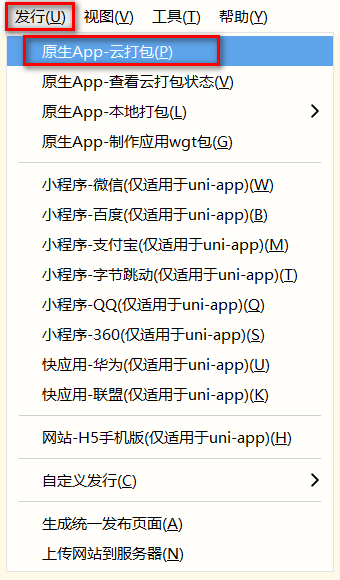 发行(U) 视图(V) 工具(T) 帮助(Y)
原生App-云打包(P)
原生App-查看云打包状态(V)
原生App-本地打包(L)
原生App-制作应用wgt包(G)
小程序-微信(仅适用于uni-app)(W)
小程序-百度(仅适用于uni-app)(B)
小程序-支付宝(仅适用于uni-app)(M)
小程序-字节跳动(仅适用于uni-app)(T)
小程序-QQ(仅适用于uni-app)(Q)
小程序-360(仅适用于uni-app)(S)
快应用-华为(仅适用于uni-app)(U)
快应用-联盟(仅适用于uni-app)(K)
网站-H5手机版(仅适用于uni-app)(H)
自定义发行(C)
生成统一发布页面(A)
上传网站到服务器(N)